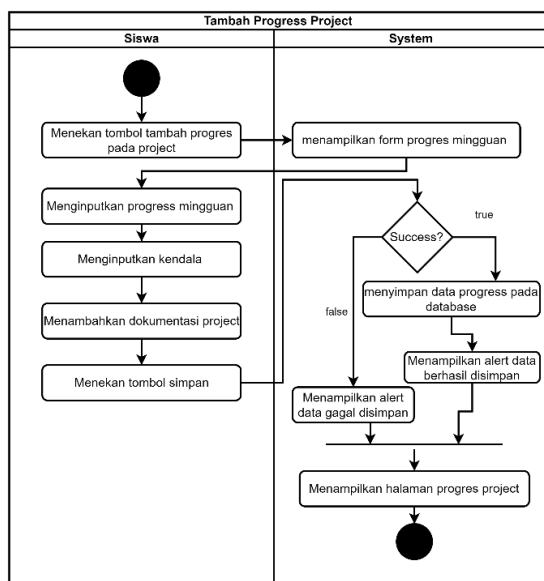 Tambah Progress Project
Siswa
System
Menekan tombol tambah progres
pada project
menampilkan form progres mingguan
Menginputkan progress mingguan
Menginputkan kendala
Menambahkan dokumentasi project
Menekan tombol simpan
Success?
true
false
menyimpan data progress pada
database
Menampilkan alert data
berhasil disimpan
Menampilkan alert
data gagal disimpan
Menampilkan halaman progres project